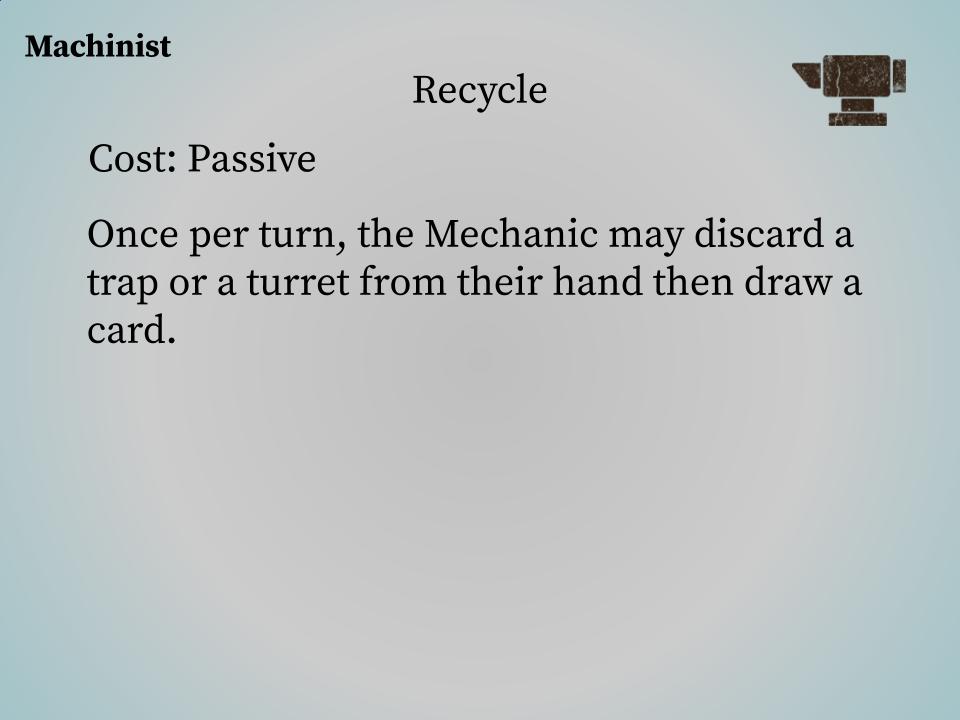 Machinist
Recycle
Cost: Passive
Once per turn, the Mechanic may discard a
trap or a turret from their hand then draw a
card.